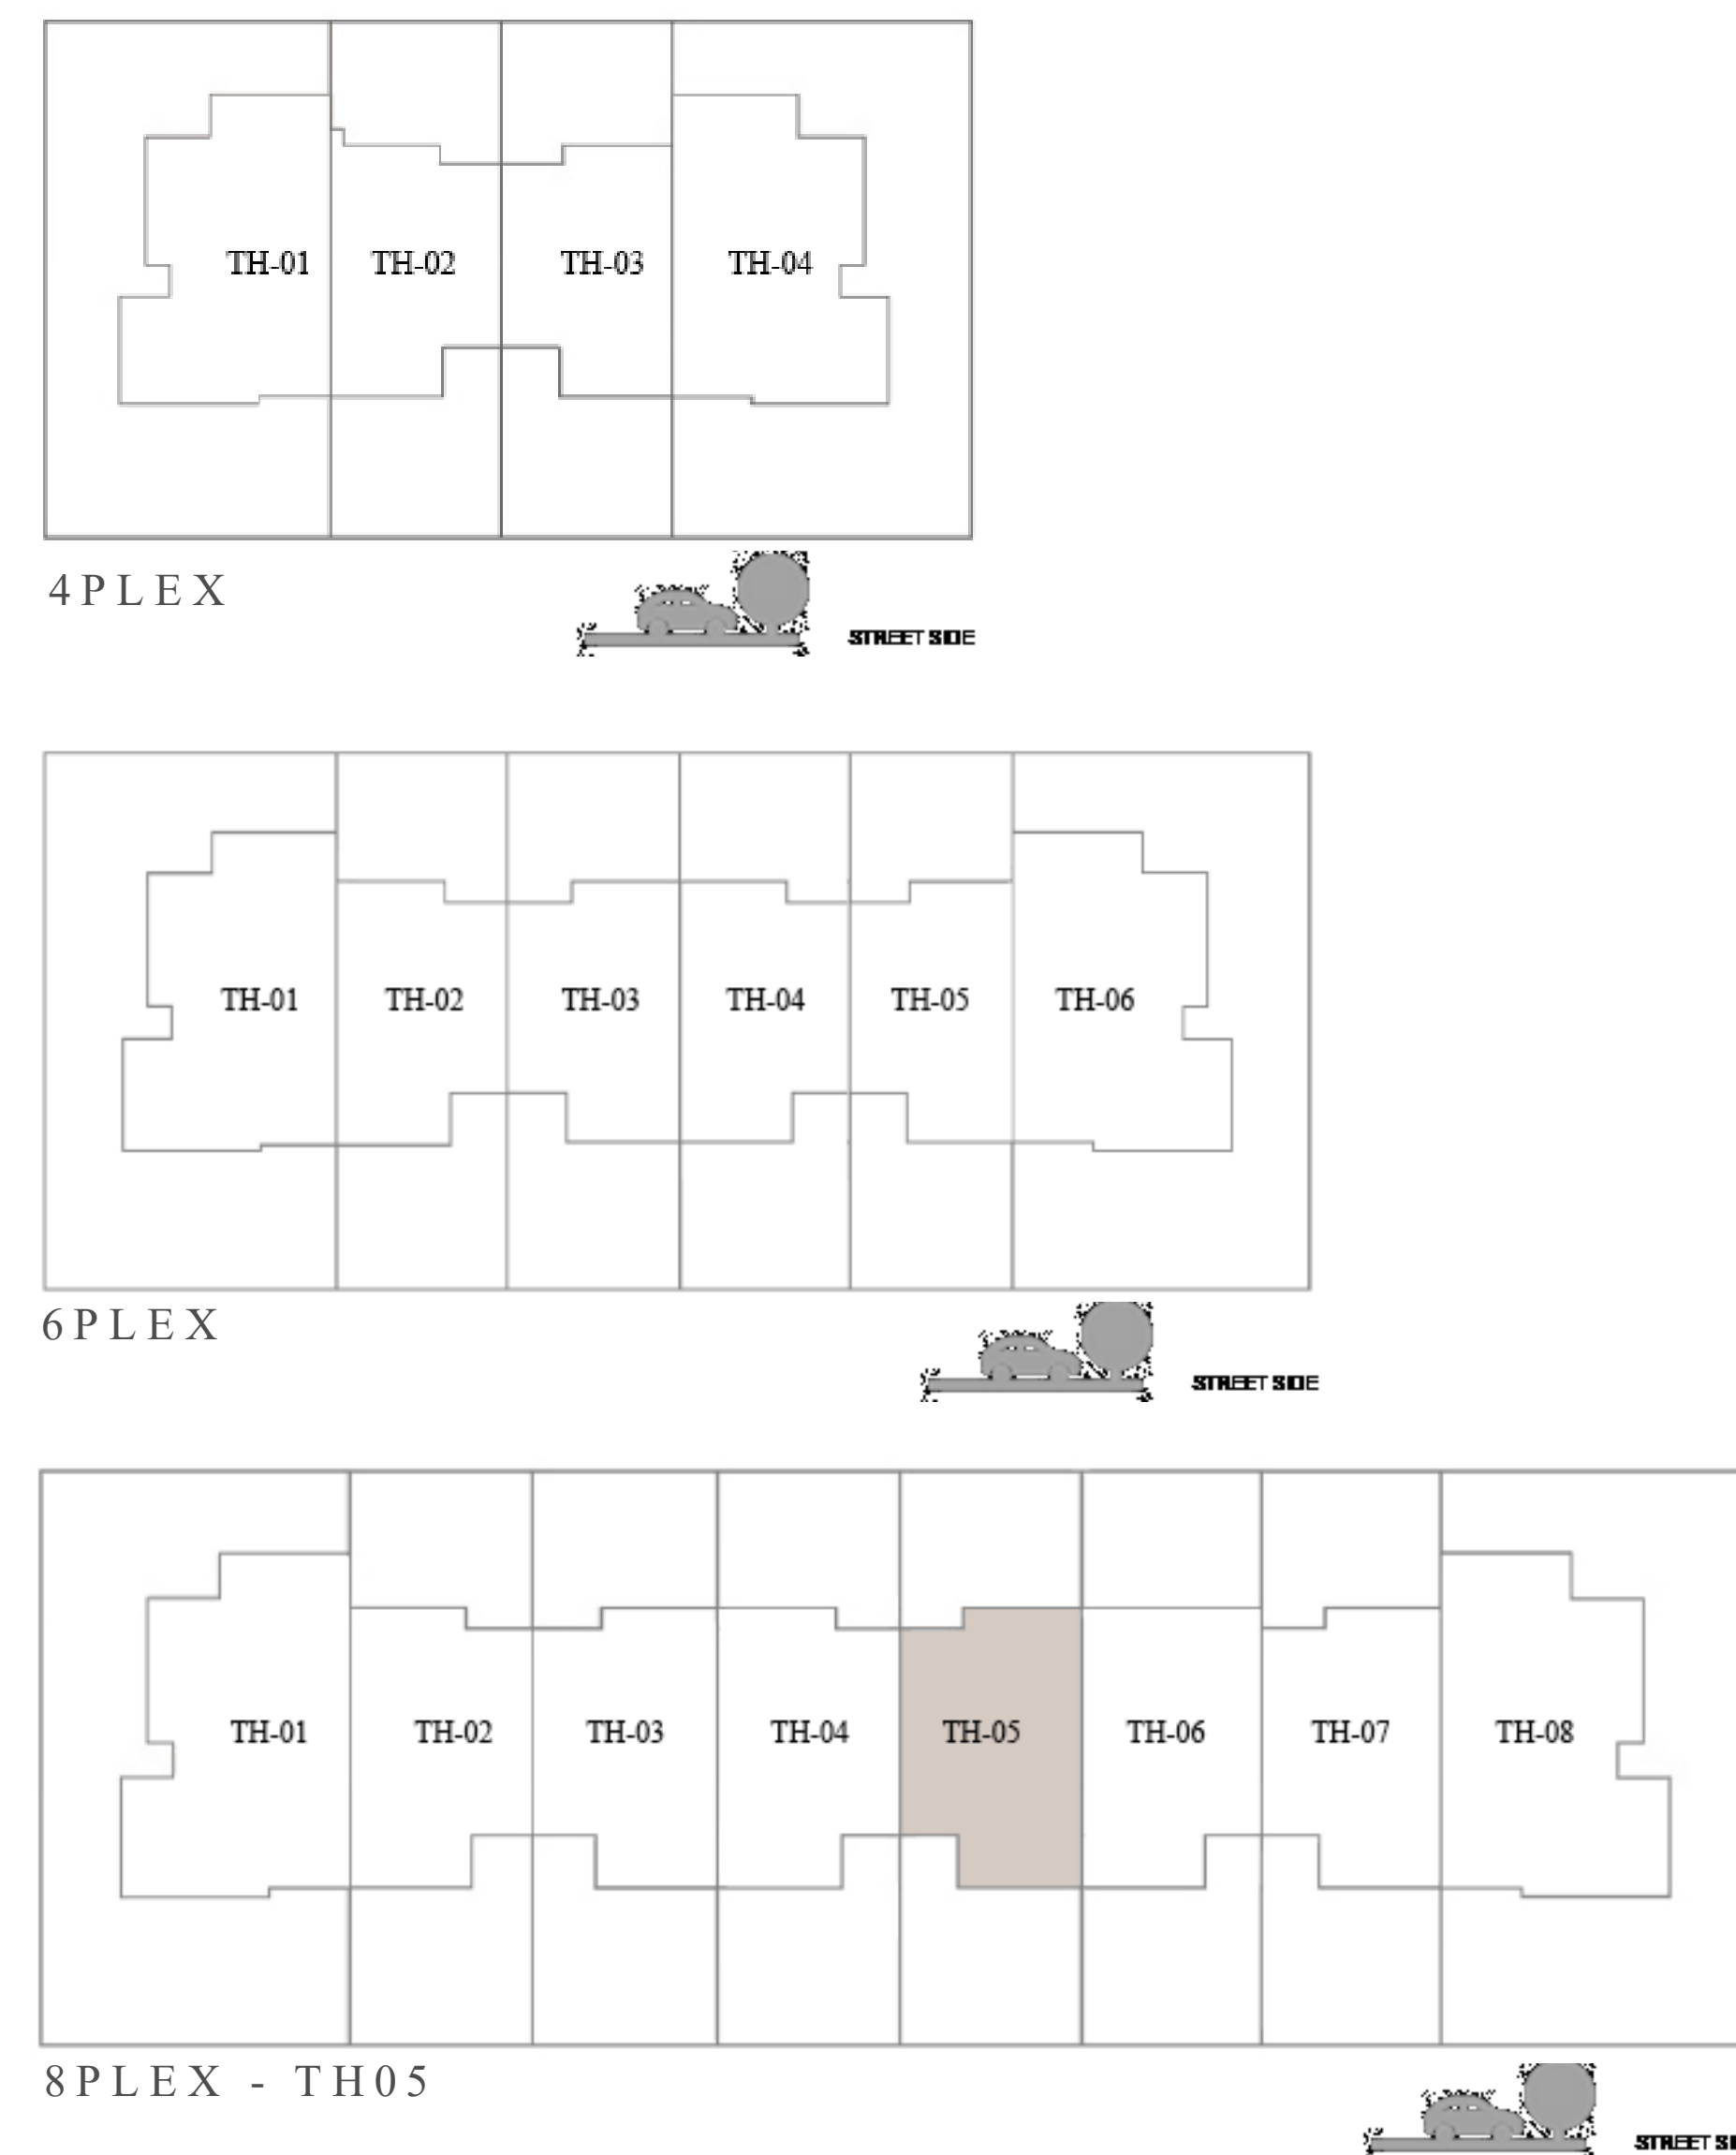 TH-01 TH-02 TH-03 TH-04
4PLEX
STREET SIDE
TH-01 TH-02 TH-03 TH-04 TH-05 TH-06
6PLEX
STREET SIDE
TH-01 TH-02 TH-03 TH-04 TH-05 TH-06 TH-07 TH-08
8PLEX - TH05
STREET